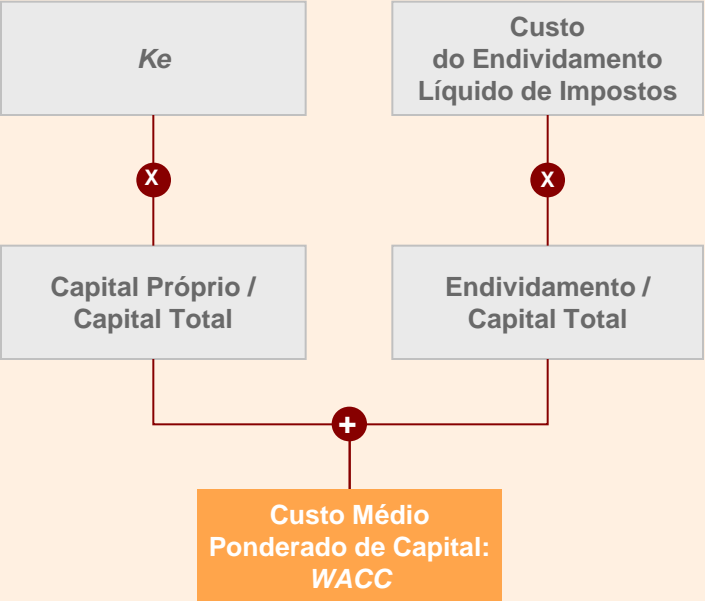 Ke
Custo
do Endividamento
Líquido de Impostos
X
X
Capital Próprio /
Capital Total
Endividamento /
Capital Total
+
Custo Médio
Ponderado de Capital:
WACC